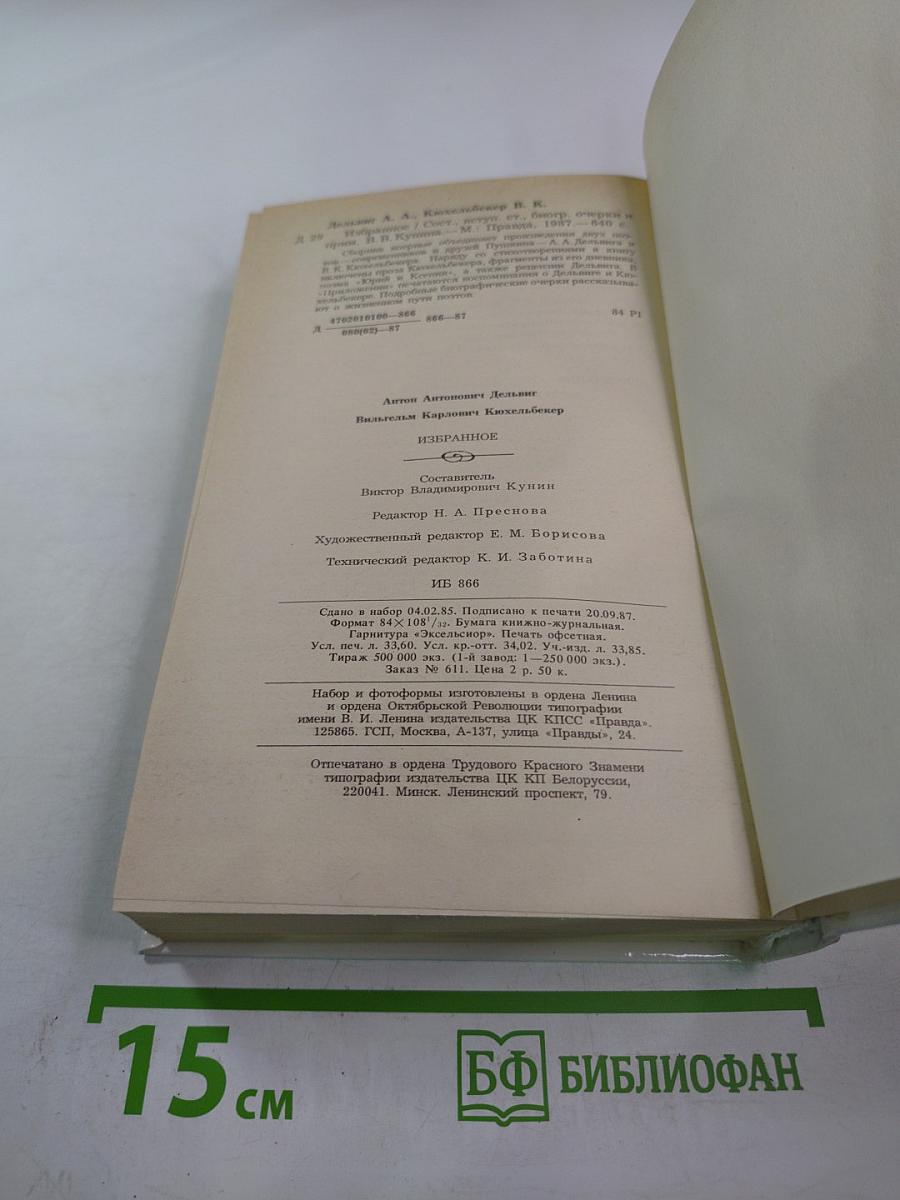 Дельвиг А. А., Кюхельбекер В. К.
Д 29 Избранное / Сост., вступ. ст., биогр. очерки и
прим. В. В. Кунина. — М.: Правда, 1987. — 640 с.
Сборник впервые объединяет произведения двух поэ-
тов — современников и друзей Пушкина — А. А. Дельвига и
В. К. Кюхельбекера. Наряду со стихотворениями в книгу
включены проза Кюхельбекера, фрагменты из его дневника,
поэма «Юрий и Ксения», а также рецензии Дельвига. В
«Приложении» печатаются воспоминания о Дельвиге и Кю-
хельбекере. Подробные биографические очерки рассказыва-
ют о жизненном пути поэтов.
Д 4702010100—866 / 080(02)—87 866—87 84 Р1
Антон Антонович Дельвиг
Вильгельм Карлович Кюхельбекер
ИЗБРАННОЕ
Составитель
Виктор Владимирович Кунин
Редактор Н. А. Преснова
Художественный редактор Е. М. Борисова
Технический редактор К. И. Заботина
ИБ 866
Сдано в набор 04.02.85. Подписано к печати 20.09.87.
Формат 84×108¹/₃₂. Бумага книжно-журнальная.
Гарнитура «Эксельсиор». Печать офсетная.
Усл. печ. л. 33,60. Усл. кр.-отт. 34,02. Уч.-изд. л. 33,85.
Тираж 500 000 экз. (1-й завод: 1—250 000 экз.).
Заказ № 611. Цена 2 р. 50 к.
Набор и фотоформы изготовлены в ордена Ленина
и ордена Октябрьской Революции типографии
имени В. И. Ленина издательства ЦК КПСС «Правда».
125865. ГСП, Москва, А-137, улица «Правды», 24.
Отпечатано в ордена Трудового Красного Знамени
типографии издательства ЦК КП Белоруссии,
220041. Минск. Ленинский проспект, 79.
15 см
БФ БИБЛИОФАН